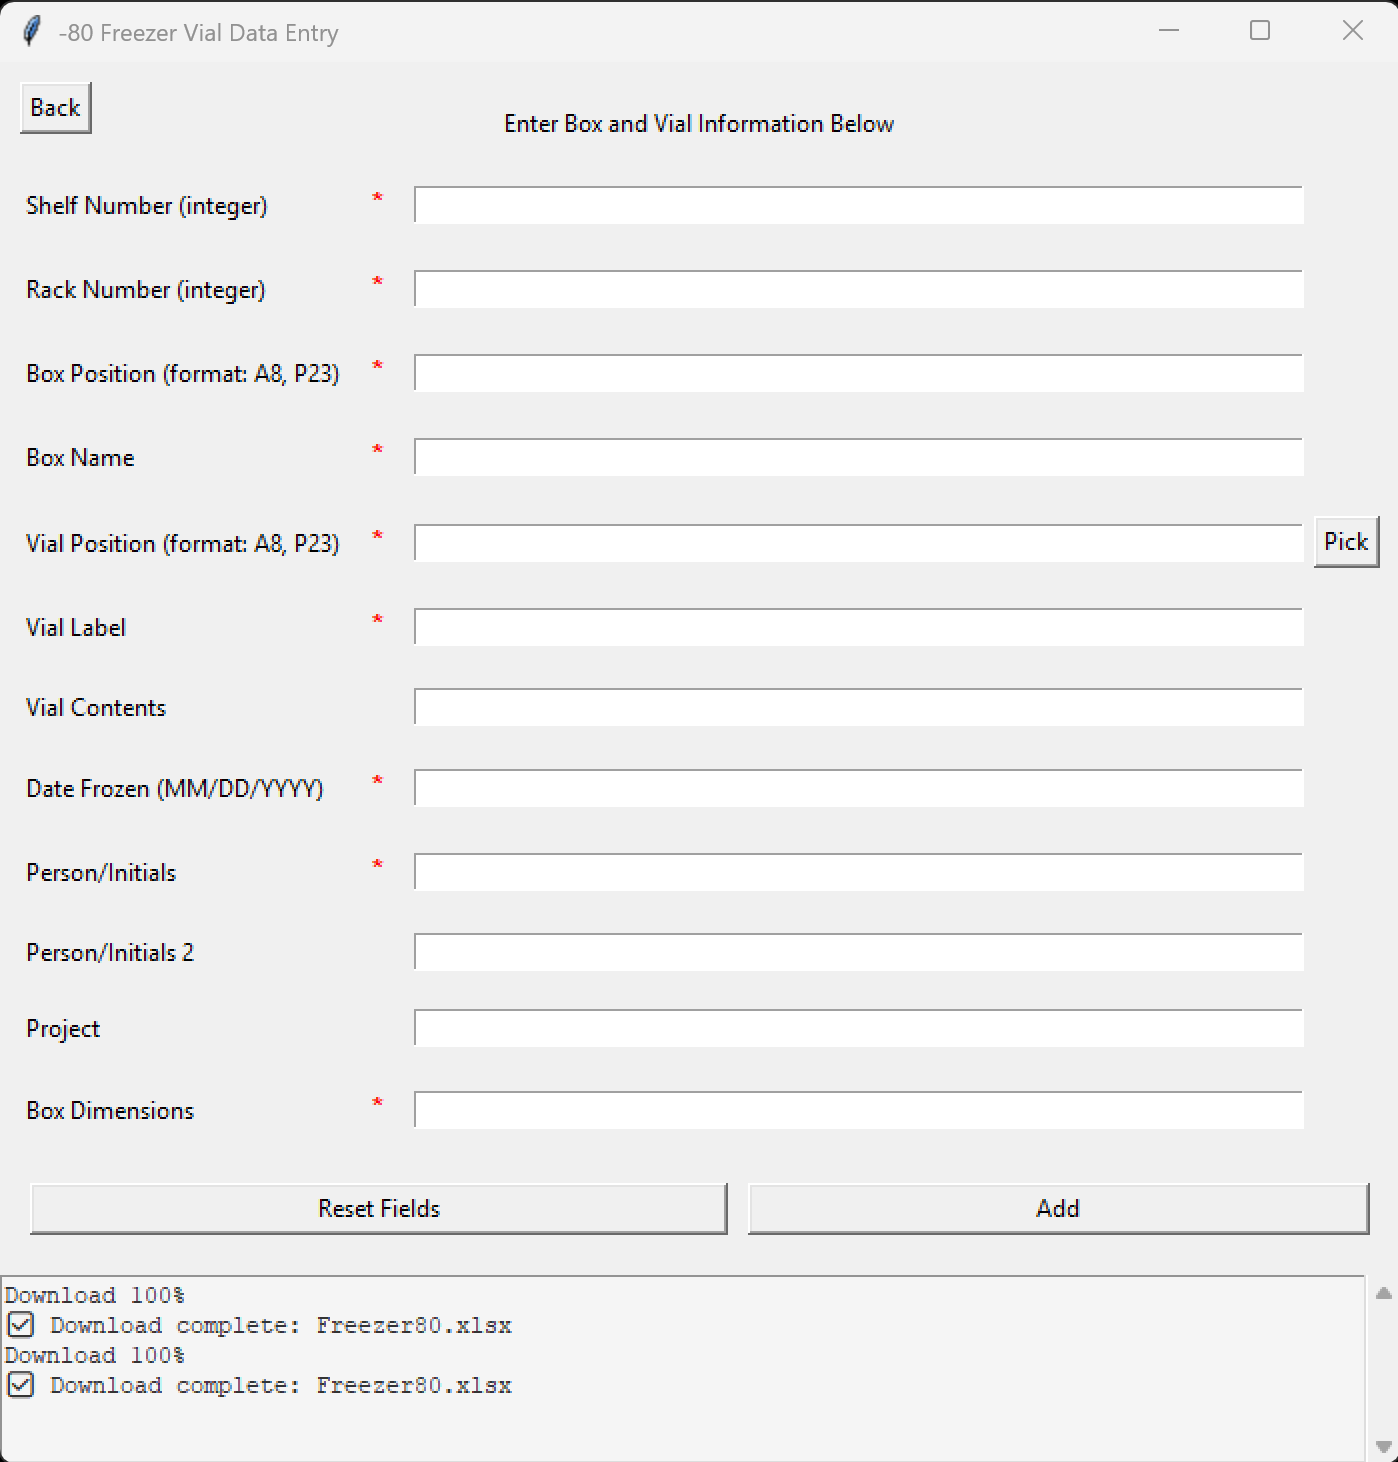 -80 Freezer Vial Data Entry
Back
Enter Box and Vial Information Below
Shelf Number (integer) *
Rack Number (integer) *
Box Position (format: A8, P23) *
Box Name *
Vial Position (format: A8, P23) * Pick
Vial Label *
Vial Contents
Date Frozen (MM/DD/YYYY) *
Person/Initials *
Person/Initials 2
Project
Box Dimensions *
Reset Fields Add
Download 100%
☑ Download complete: Freezer80.xlsx
Download 100%
☑ Download complete: Freezer80.xlsx